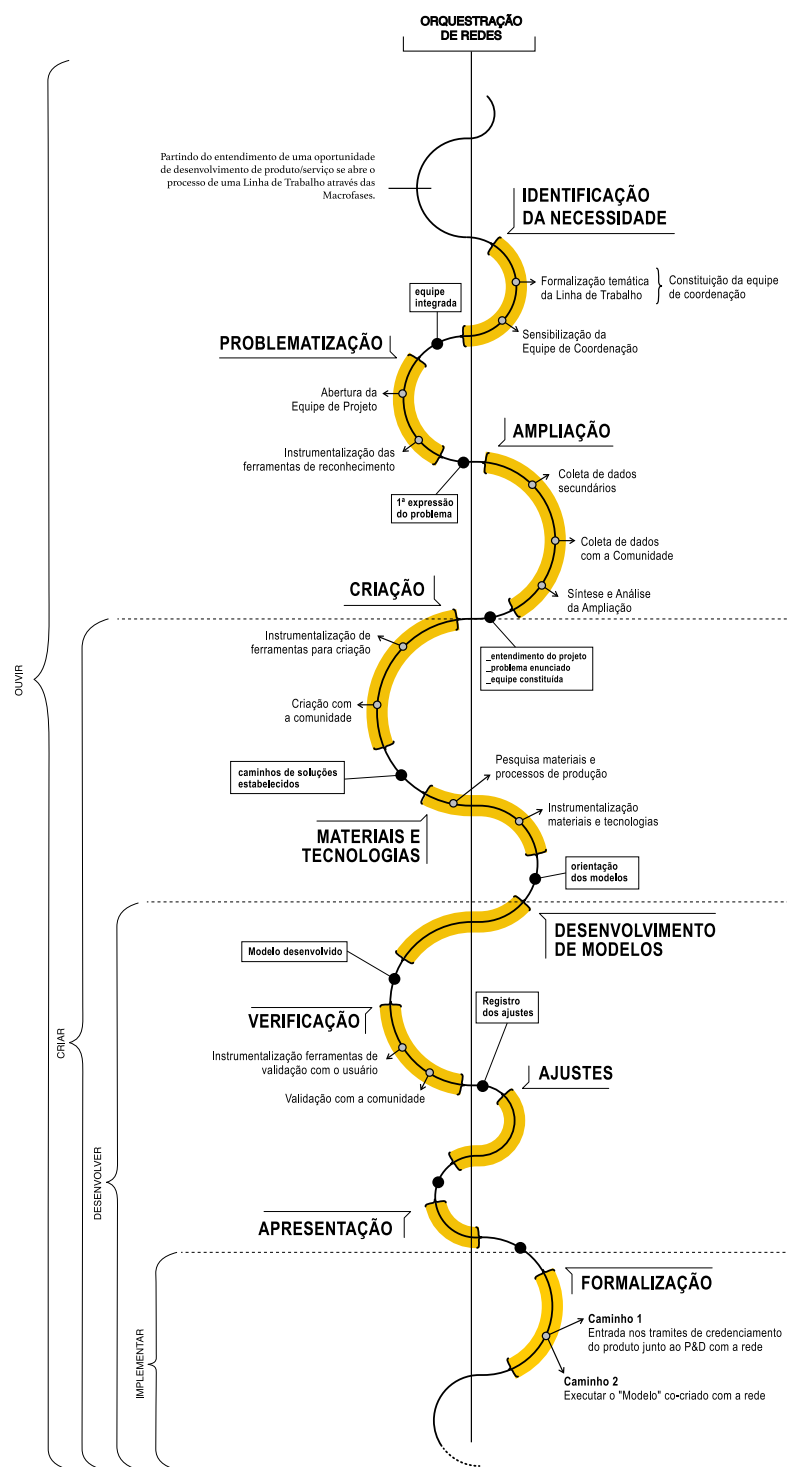 ORQUESTRAÇÃO
DE REDES
Partindo do entendimento de uma oportunidade
de desenvolvimento de produto/serviço se abre o
processo de uma Linha de Trabalho através das
Macrofases.
IDENTIFICAÇÃO
DA NECESSIDADE
Formalização temática
da Linha de Trabalho
Constituição da equipe
de coordenação
equipe
integrada
Sensibilização da
Equipe de Coordenação
PROBLEMATIZAÇÃO
Abertura da
Equipe de Projeto
Instrumentalização das
ferramentas de reconhecimento
AMPLIAÇÃO
Coleta de dados
secundários
1ª expressão
do problema
Coleta de dados
com a Comunidade
Síntese e Análise
da Ampliação
CRIAÇÃO
Instrumentalização de
ferramentas para criação
_entendimento do projeto
_problema enunciado
_equipe constituída
OUVIR
Criação com
a comunidade
caminhos de soluções
estabelecidos
Pesquisa materiais e
processos de produção
Instrumentalização
materiais e tecnologias
MATERIAIS E
TECNOLOGIAS
orientação
dos modelos
DESENVOLVIMENTO
DE MODELOS
Modelo desenvolvido
VERIFICAÇÃO
Registro
dos ajustes
CRIAR
Instrumentalização ferramentas de
validação com o usuário
Validação com a comunidade
AJUSTES
DESENVOLVER
APRESENTAÇÃO
FORMALIZAÇÃO
IMPLEMENTAR
Caminho 1
Entrada nos tramites de credenciamento
do produto junto ao P&D com a rede
Caminho 2
Executar o "Modelo" co-criado com a rede